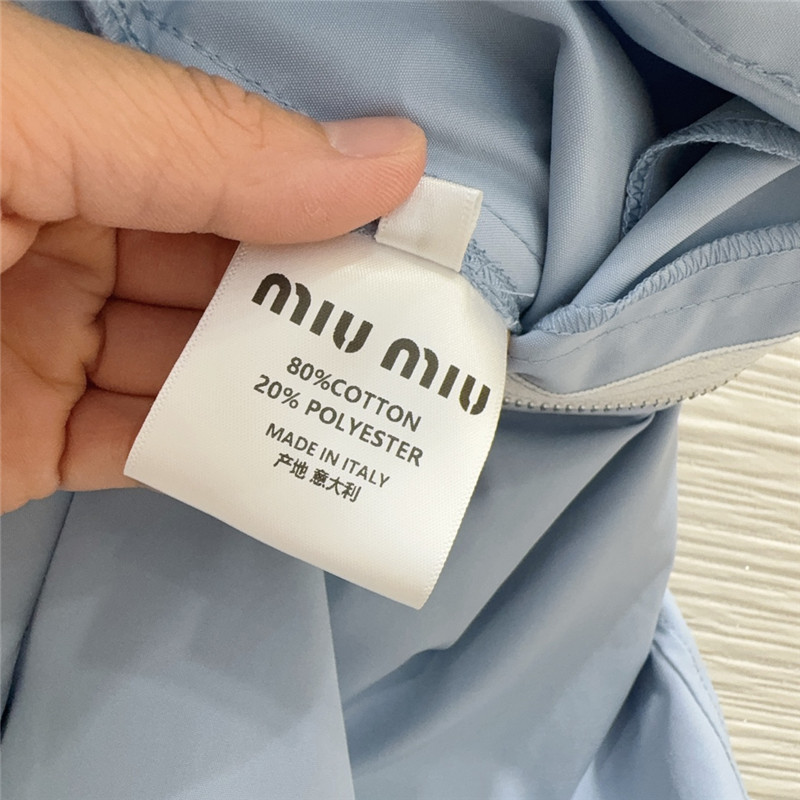 miu miu
80%COTTON
20% POLYESTER
MADE IN ITALY
产地 意大利